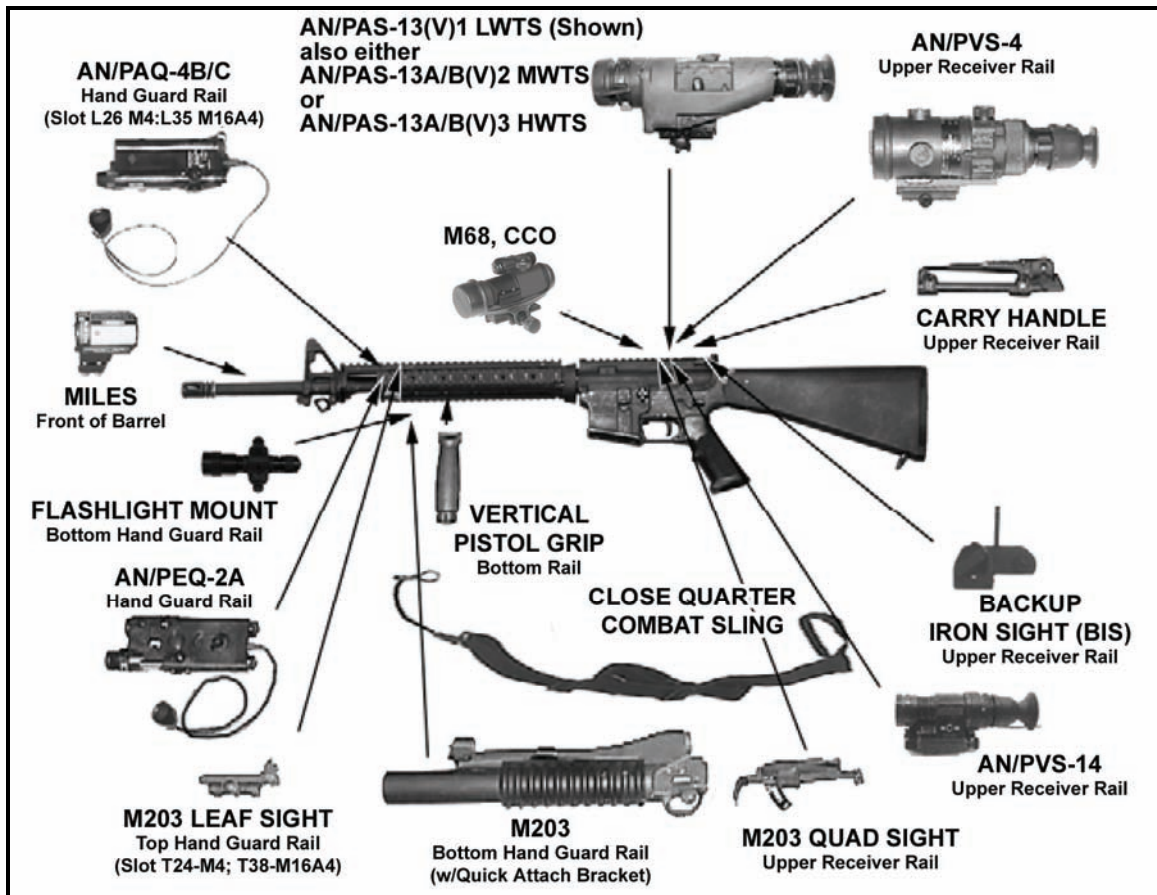 AN/PAS-13(V)1 LWTS (Shown)
also either
AN/PAS-13A/B(V)2 MWTS
or
AN/PAS-13A/B(V)3 HWTS
AN/PAQ-4B/C
Hand Guard Rail
(Slot L26 M4:L35 M16A4)
AN/PVS-4
Upper Receiver Rail
M68, CCO
CARRY HANDLE
Upper Receiver Rail
MILES
Front of Barrel
FLASHLIGHT MOUNT
Bottom Hand Guard Rail
VERTICAL
PISTOL GRIP
Bottom Rail
AN/PEQ-2A
Hand Guard Rail
CLOSE QUARTER
COMBAT SLING
BACKUP
IRON SIGHT (BIS)
Upper Receiver Rail
AN/PVS-14
Upper Receiver Rail
M203 LEAF SIGHT
Top Hand Guard Rail
(Slot T24-M4; T38-M16A4)
M203
Bottom Hand Guard Rail
(w/Quick Attach Bracket)
M203 QUAD SIGHT
Upper Receiver Rail